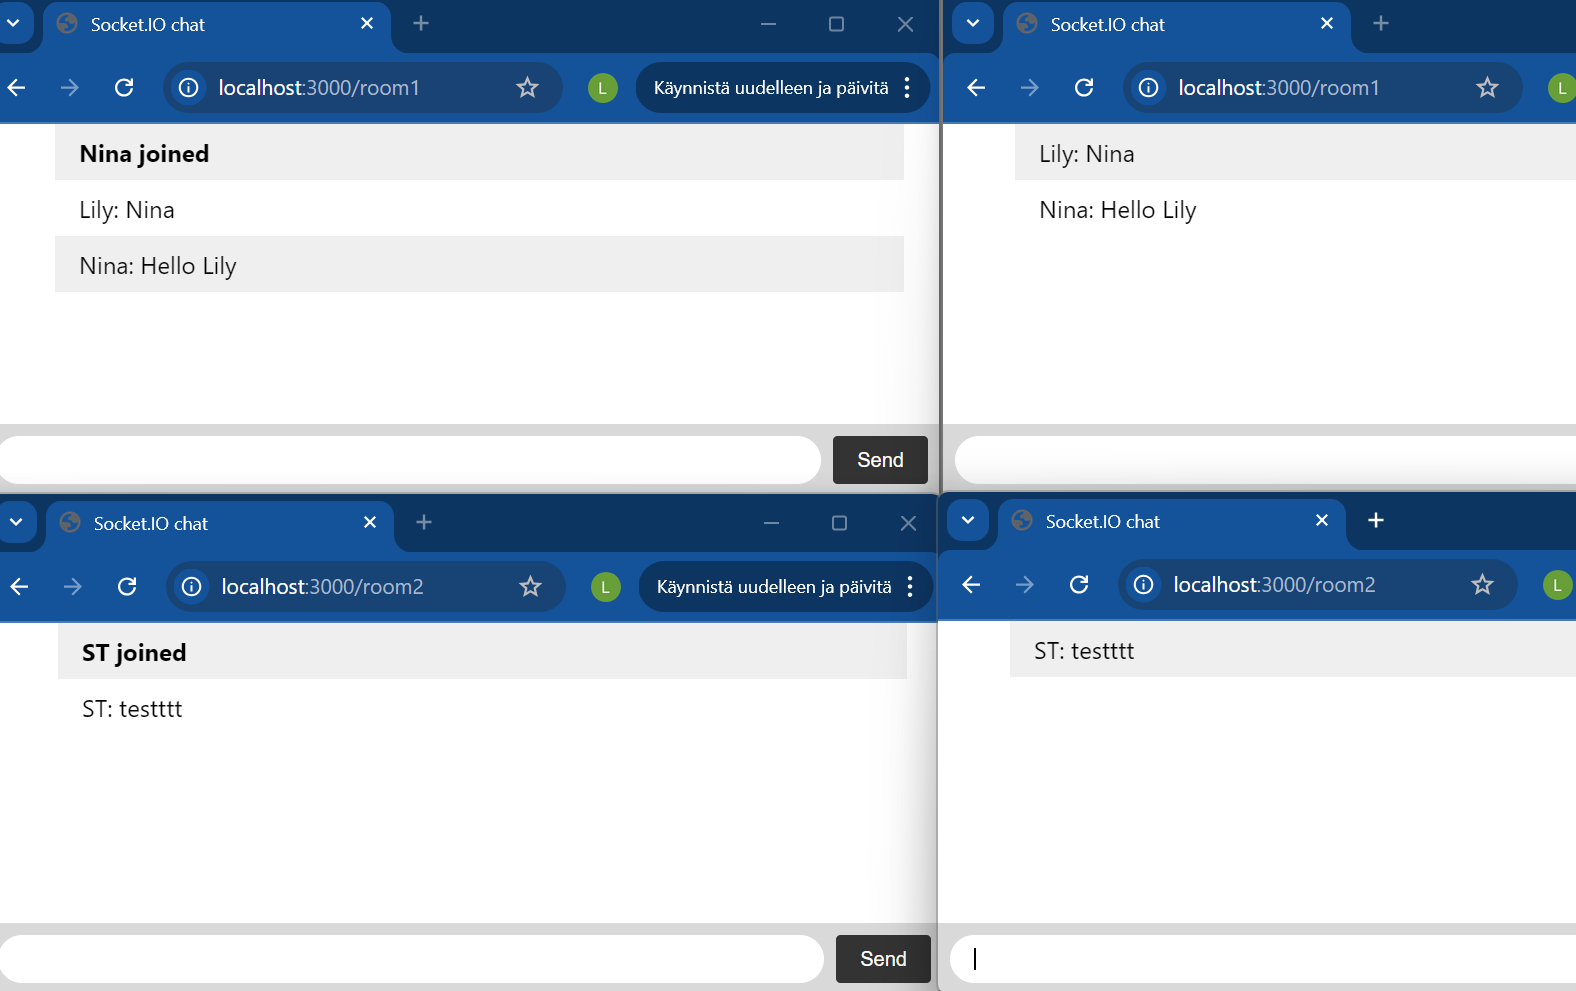 Socket.IO chat
localhost:3000/room1
L
Käynnistä uudelleen ja päivitä
Nina joined
Lily: Nina
Nina: Hello Lily
Send
Socket.IO chat
localhost:3000/room1
L
Lily: Nina
Nina: Hello Lily
Socket.IO chat
localhost:3000/room2
L
Käynnistä uudelleen ja päivitä
ST joined
ST: testttt
Send
Socket.IO chat
localhost:3000/room2
L
ST: testttt